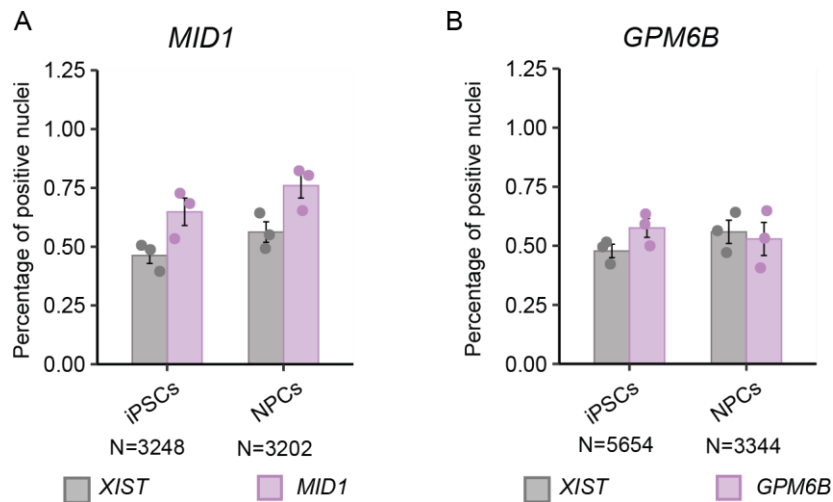 A
MID1
Percentage of positive nuclei
1.25
1.00
0.75
0.50
0.25
0.00
iPSCs
NPCs
N=3248
N=3202
XIST
MID1
B
GPM6B
Percentage of positive nuclei
1.25
1.00
0.75
0.50
0.25
0.00
iPSCs
NPCs
N=5654
N=3344
XIST
GPM6B